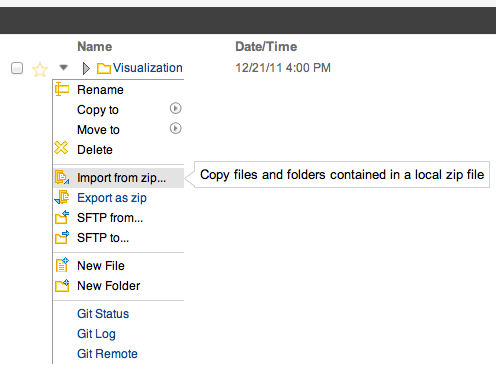 Name Date/Time
Visualization 12/21/11 4:00 PM
Rename
Copy to
Move to
Delete
Import from zip...
Copy files and folders contained in a local zip file
Export as zip
SFTP from...
SFTP to...
New File
New Folder
Git Status
Git Log
Git Remote